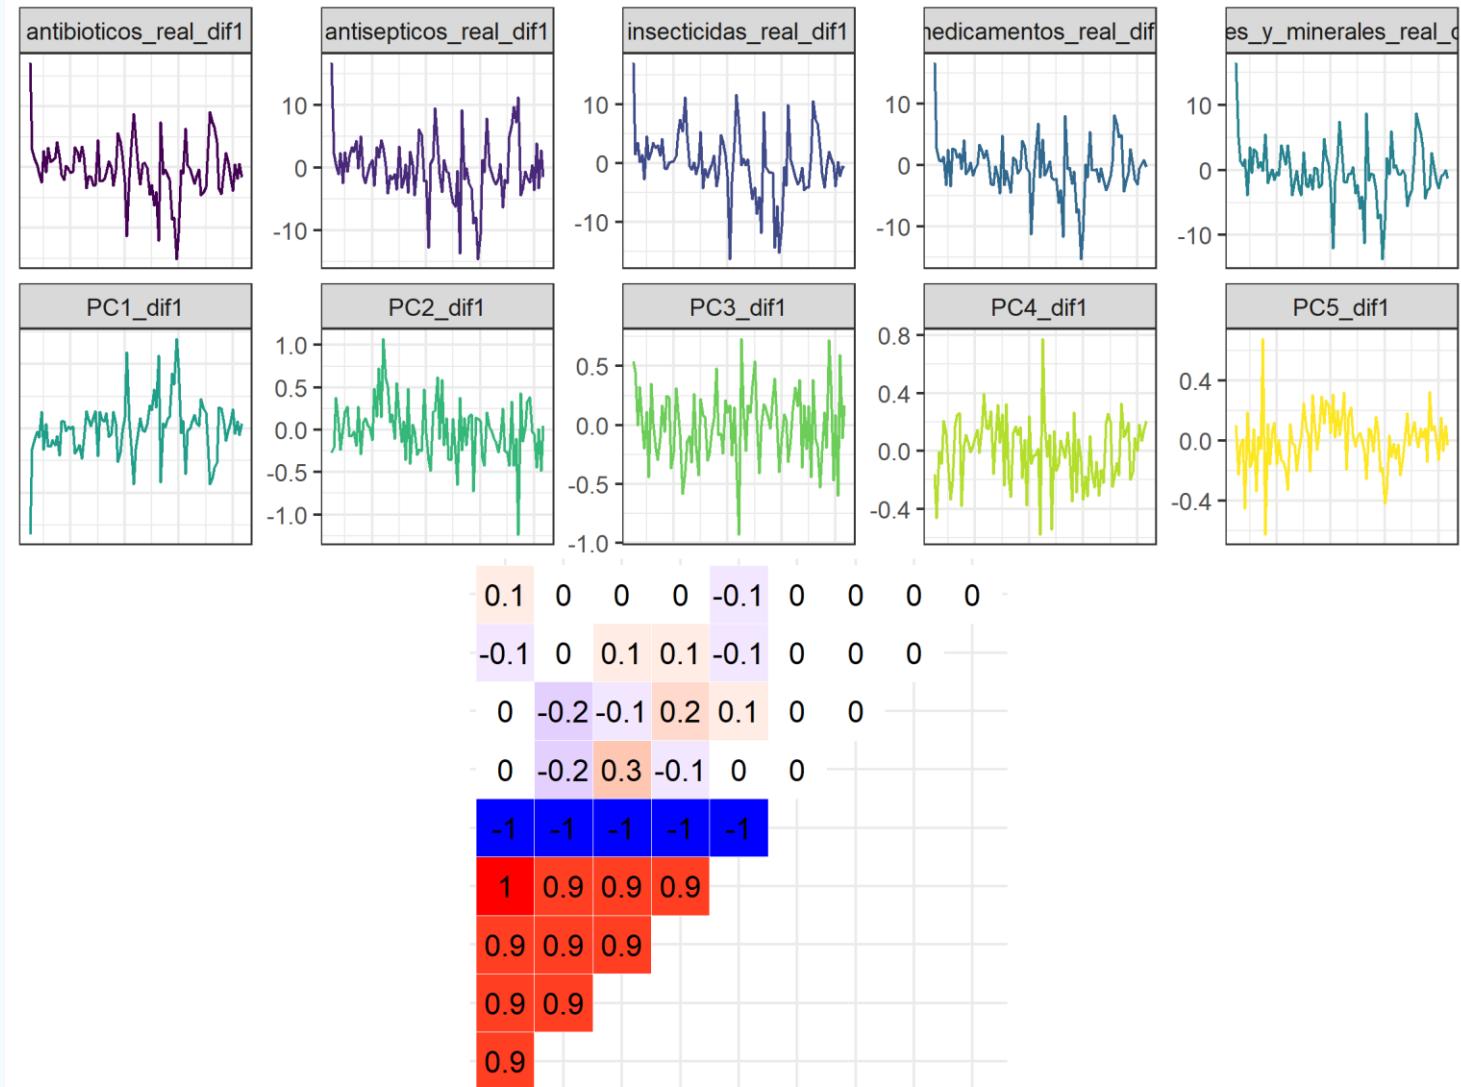 antibioticos_real_dif1 antisepticos_real_dif1 insecticidas_real_dif1 medicamentos_real_dif es_y_minerales_real_d
10 10 10 10
0 0 0 0
-10 -10 -10 -10
PC1_dif1 PC2_dif1 PC3_dif1 PC4_dif1 PC5_dif1
1.0 0.5 0.0 -0.5 -1.0
0.5 0.0 -0.5 -1.0
0.8 0.4 0.0 -0.4
0.4 0.0 -0.4
0.1 0 0 0 -0.1 0 0 0 0
-0.1 0 0.1 0.1 -0.1 0 0 0
0 -0.2 -0.1 0.2 0.1 0 0
0 -0.2 0.3 -0.1 0 0
-1 -1 -1 -1 -1
1 0.9 0.9 0.9
0.9 0.9 0.9
0.9 0.9
0.9